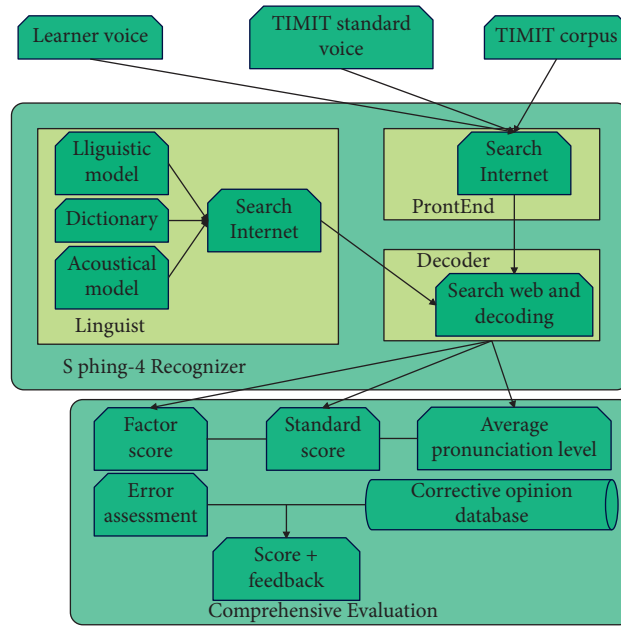 Learner voice
TIMIT standard
voice
TIMIT corpus
Lliguistic
model
Dictionary
Acoustical
model
Search
Internet
Linguist
Search
Internet
ProntEnd
Decoder
Search web and
decoding
S phing-4 Recognizer
Factor
score
Standard
score
Average
pronunciation level
Error
assessment
Corrective opinion
database
Score +
feedback
Comprehensive Evaluation